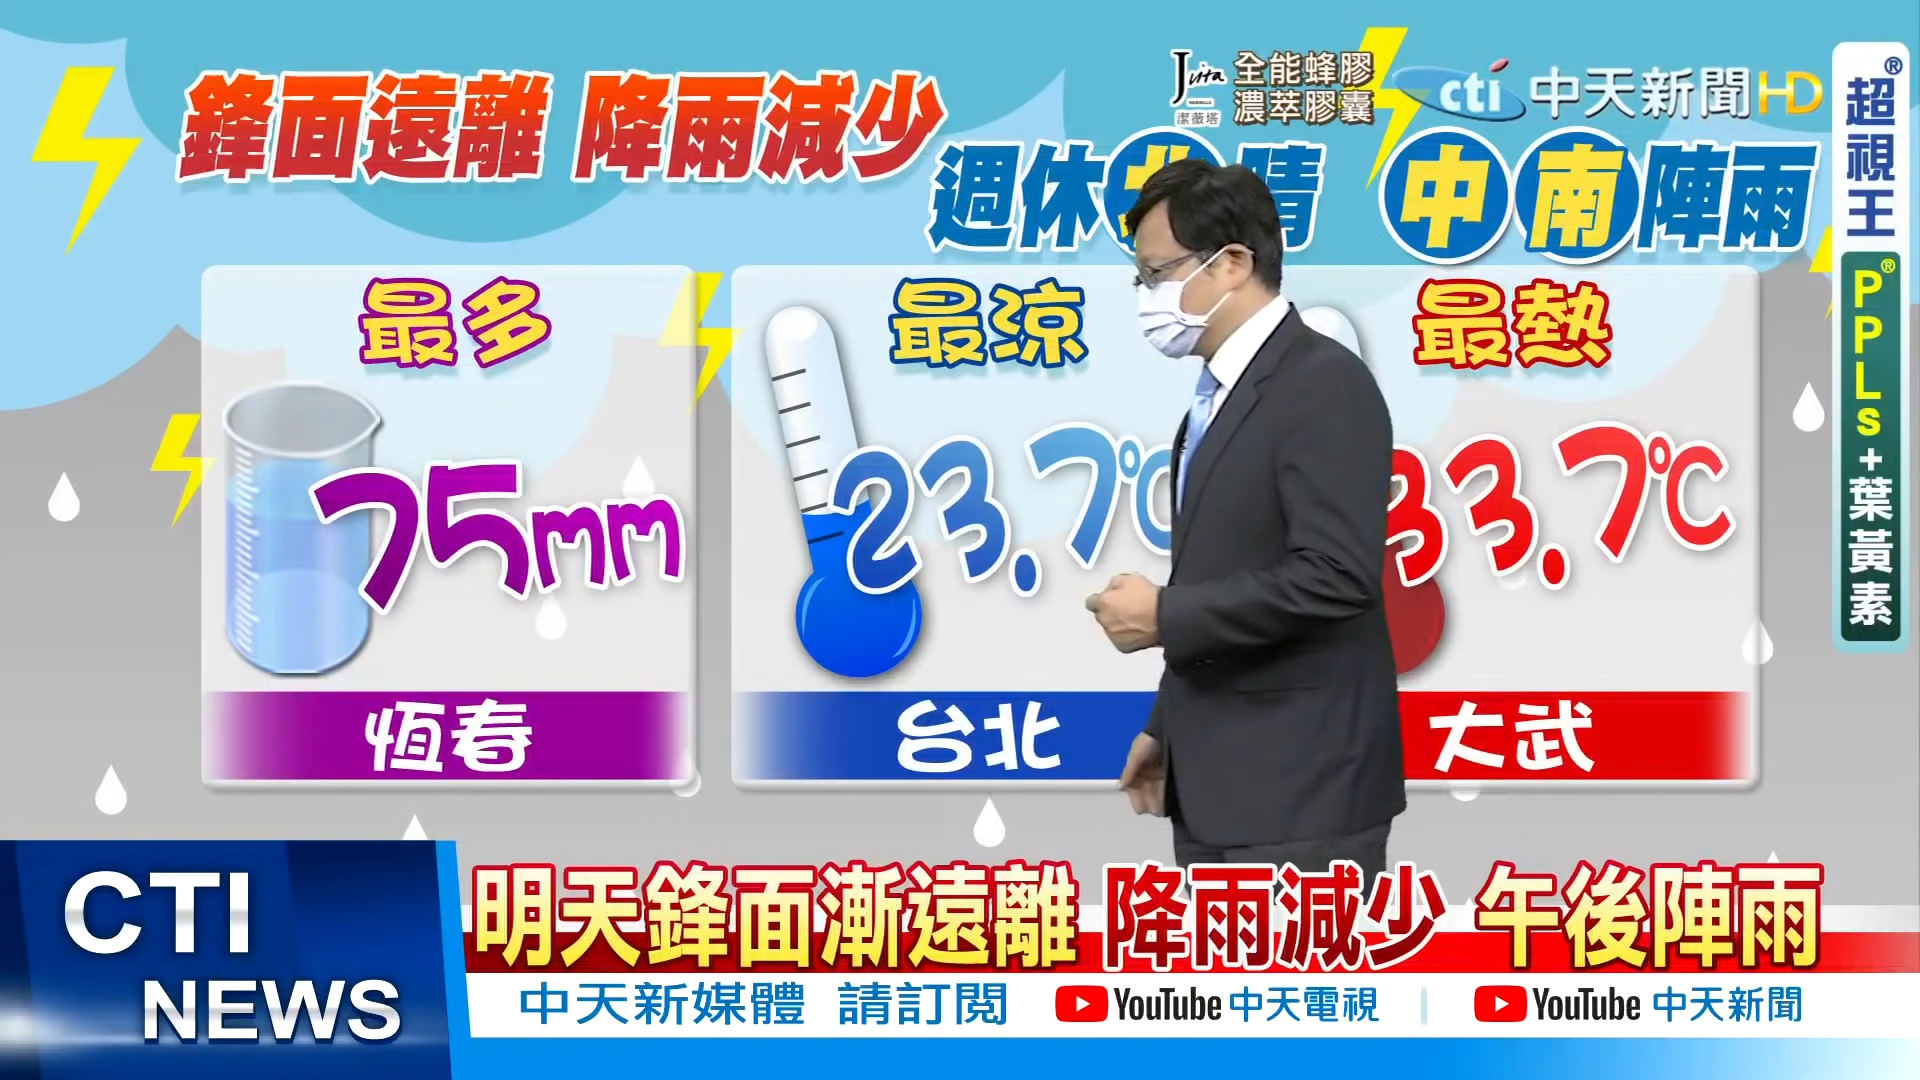 鋒面遠離 降雨減少
Jvita
潔薇塔
全能蜂膠
濃萃膠囊
cti 中天新聞HD
週休北晴 中南陣雨
超視王®
PPLs®+葉黃素
最多
75mm
恆春
最涼
23.7℃
台北
最熱
33.7℃
大武
CTI
NEWS
明天鋒面漸遠離 降雨減少 午後陣雨
中天新媒體 請訂閱 YouTube 中天電視 | YouTube 中天新聞